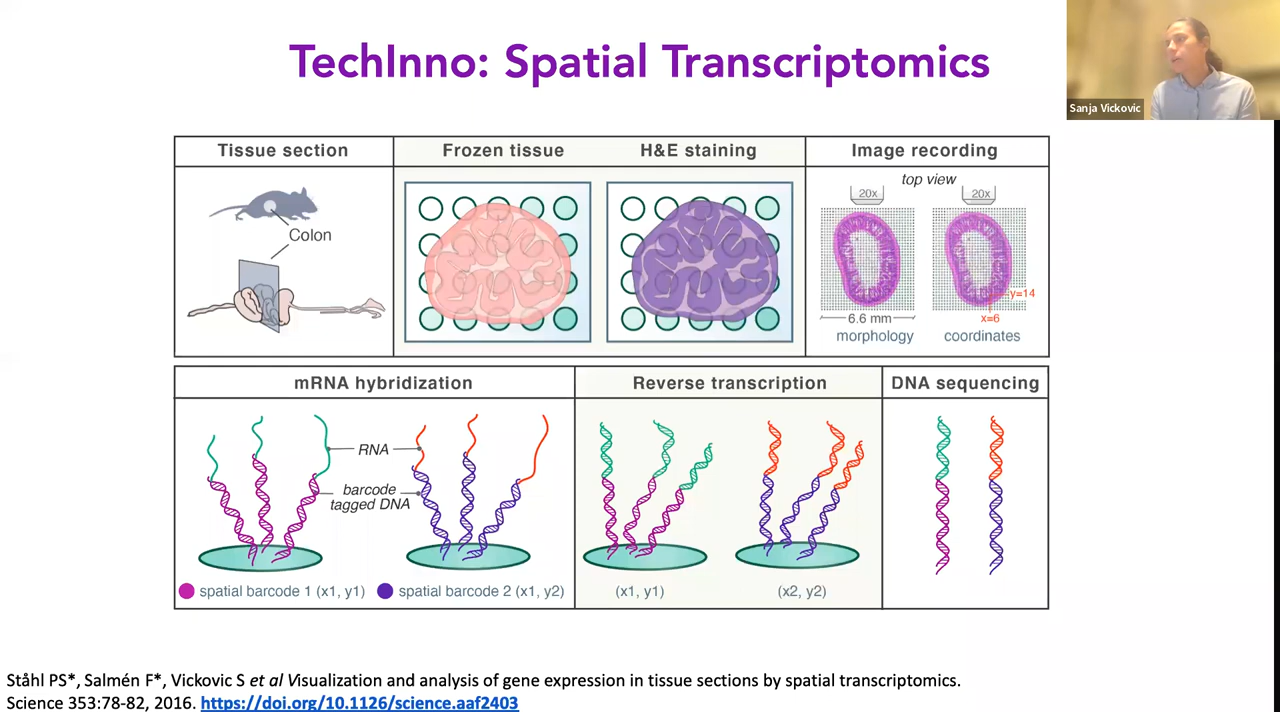 TechInno: Spatial Transcriptomics
Sanja Vickovic
Tissue section
Frozen tissue
H&E staining
Image recording
Colon
top view
20x
20x
y=14
x=6
6.6 mm
morphology
coordinates
mRNA hybridization
Reverse transcription
DNA sequencing
RNA
barcode
tagged DNA
spatial barcode 1 (x1, y1)
spatial barcode 2 (x1, y2)
(x1, y1)
(x2, y2)
Ståhl PS*, Salmén F*, Vickovic S et al Visualization and analysis of gene expression in tissue sections by spatial transcriptomics.
Science 353:78-82, 2016. https://doi.org/10.1126/science.aaf2403